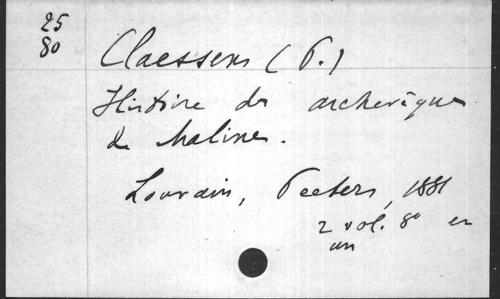 25
80
Claessens (P.)
Histoire des archevêques
de Malines.
Louvain, Peeters, 1881
2 vol. 8° en
un